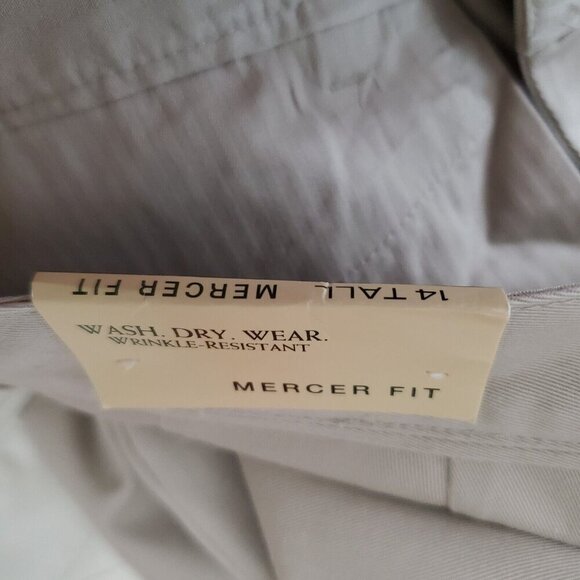 14 TALL MERCER FIT
WASH. DRY. WEAR.
WRINKLE-RESISTANT
MERCER FIT